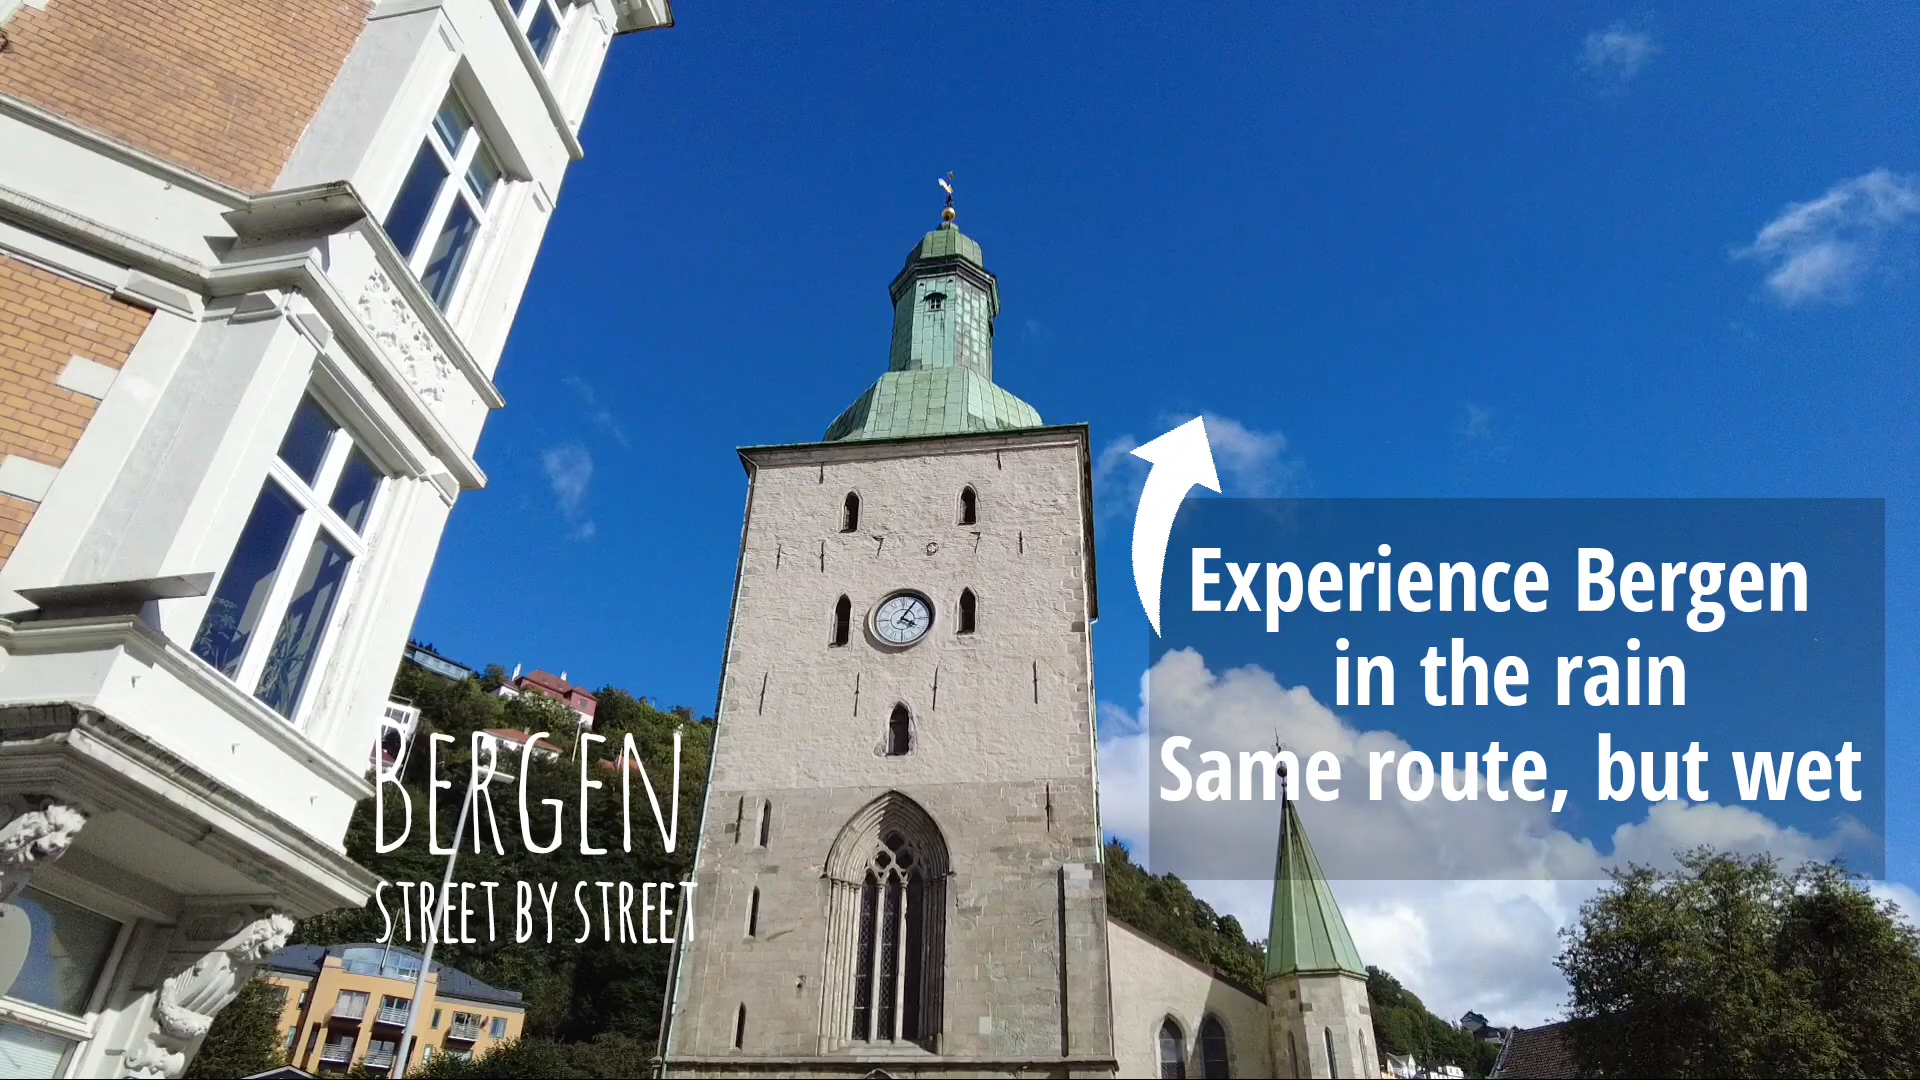 BERGEN
STREET BY STREET
Experience Bergen
in the rain
Same route, but wet